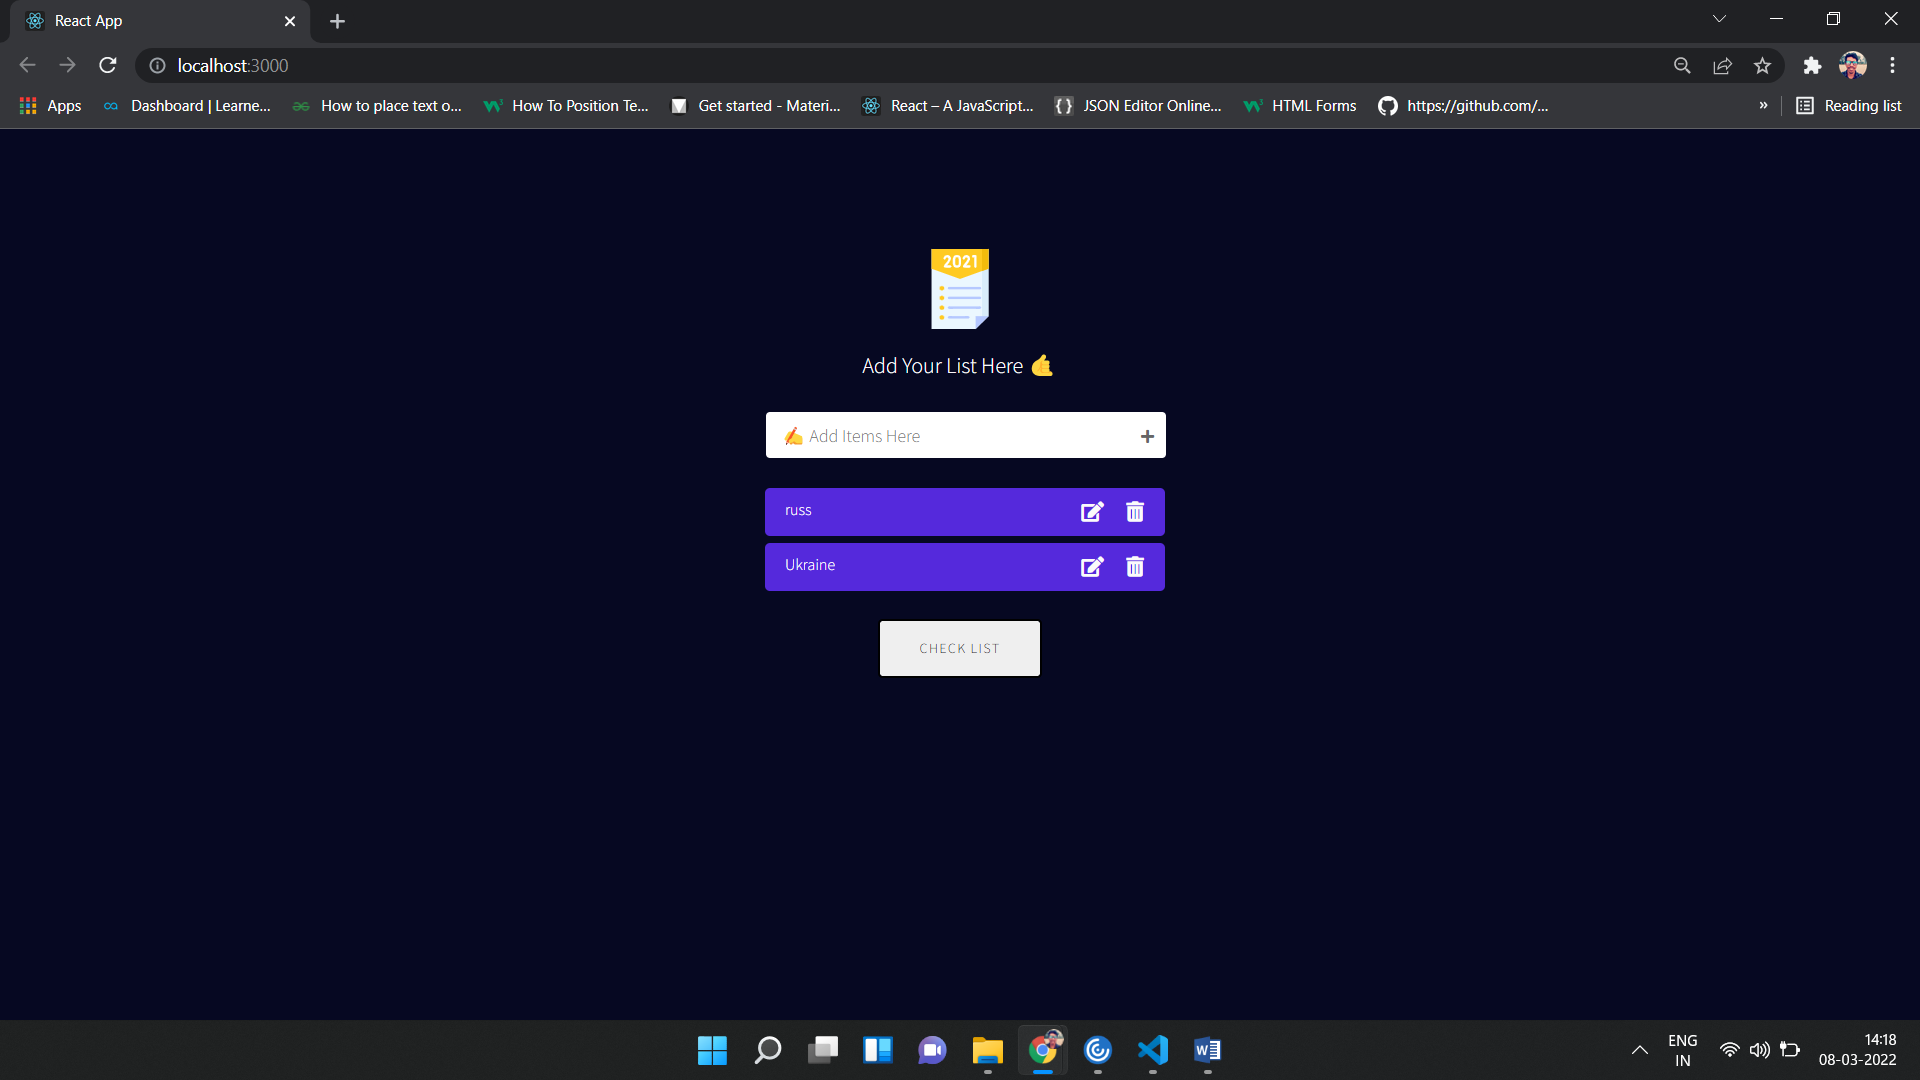 React App
localhost:3000
Apps
Dashboard | Learne...
How to place text o...
How To Position Te...
Get started - Materi...
React – A JavaScript...
JSON Editor Online...
HTML Forms
https://github.com/...
»
Reading list
2021
Add Your List Here 🤙
✍ Add Items Here
russ
Ukraine
CHECK LIST
ENG
IN
14:18
08-03-2022